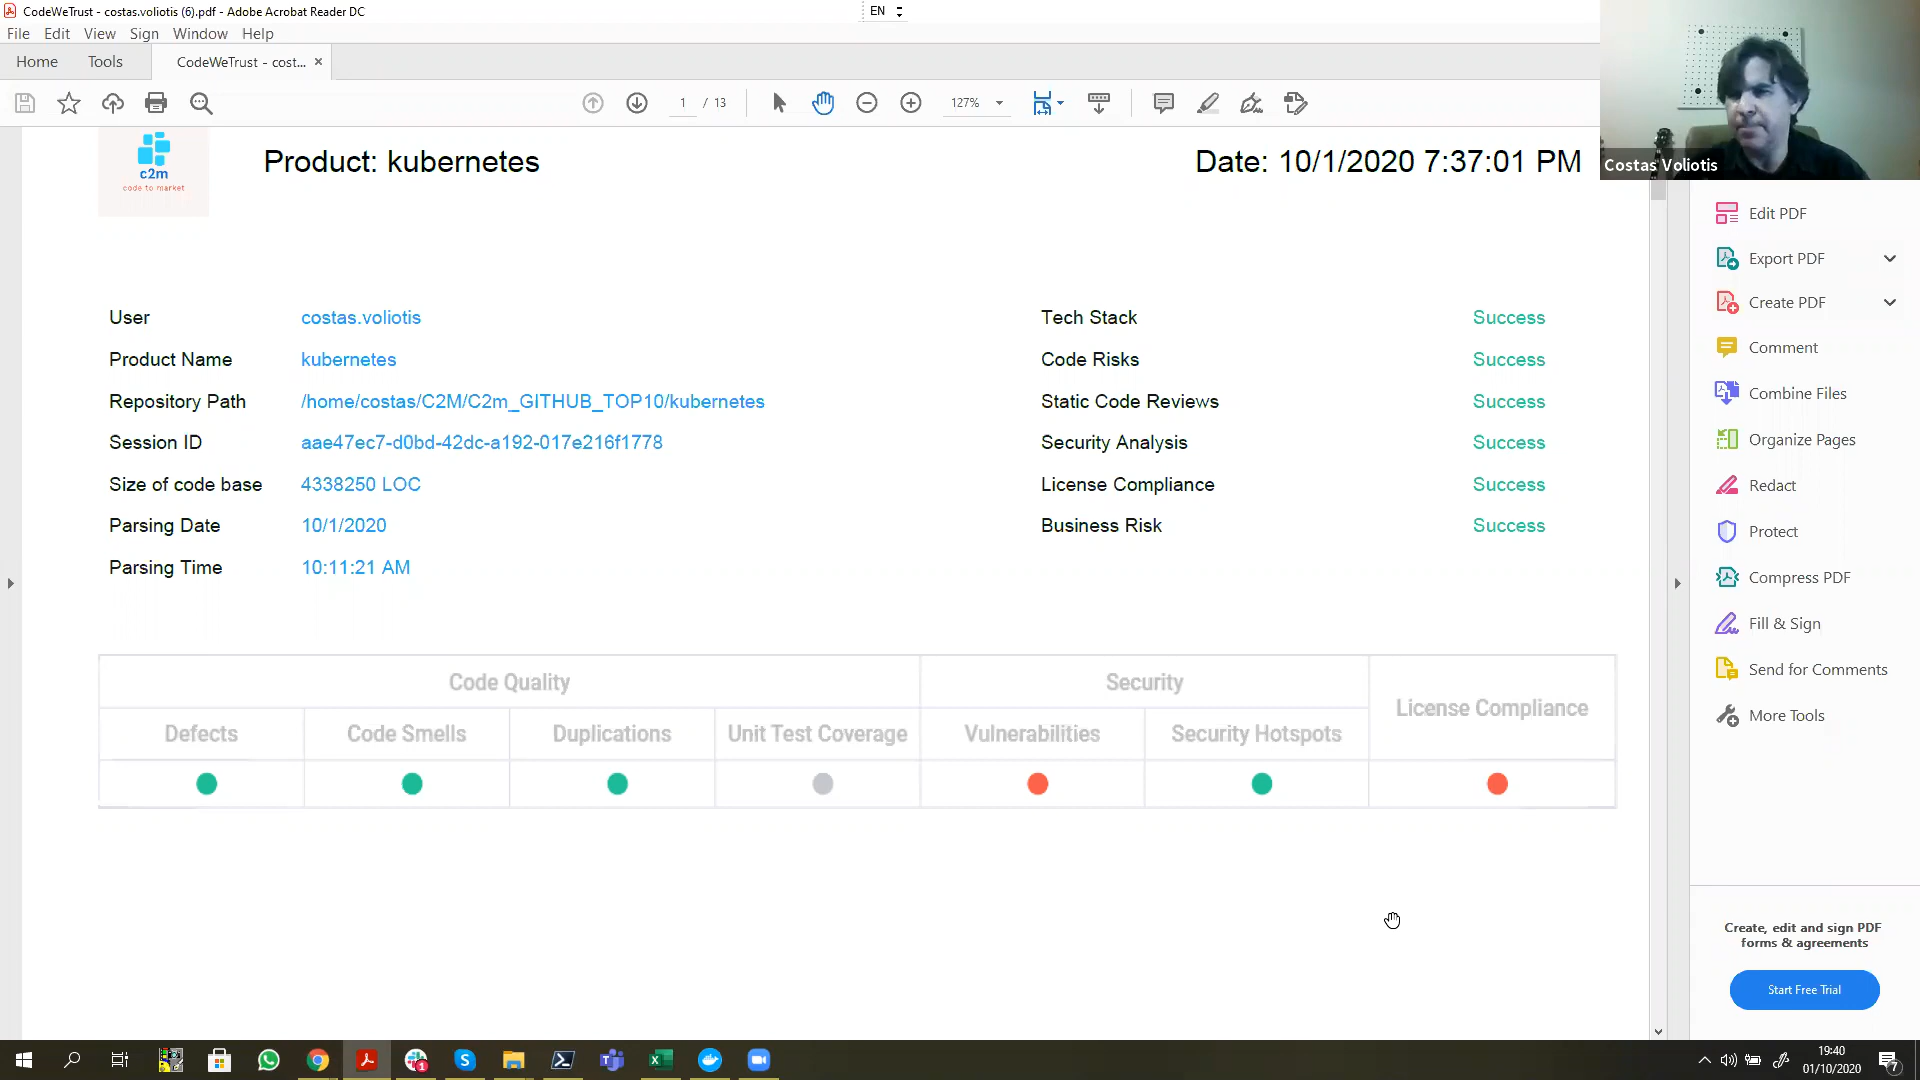 CodeWeTrust - costas.voliotis (6).pdf - Adobe Acrobat Reader DC
EN
File Edit View Sign Window Help
Home Tools CodeWeTrust - cost... ×
1 / 13 127%
c2m
code to market
Product: kubernetes
Date: 10/1/2020 7:37:01 PM
Costas Voliotis
User costas.voliotis
Product Name kubernetes
Repository Path /home/costas/C2M/C2m_GITHUB_TOP10/kubernetes
Session ID aae47ec7-d0bd-42dc-a192-017e216f1778
Size of code base 4338250 LOC
Parsing Date 10/1/2020
Parsing Time 10:11:21 AM
Tech Stack Success
Code Risks Success
Static Code Reviews Success
Security Analysis Success
License Compliance Success
Business Risk Success
Code Quality Security License Compliance
Defects Code Smells Duplications Unit Test Coverage Vulnerabilities Security Hotspots
Edit PDF
Export PDF
Create PDF
Comment
Combine Files
Organize Pages
Redact
Protect
Compress PDF
Fill & Sign
Send for Comments
More Tools
Create, edit and sign PDF
forms & agreements
Start Free Trial
19:40
01/10/2020
1
7